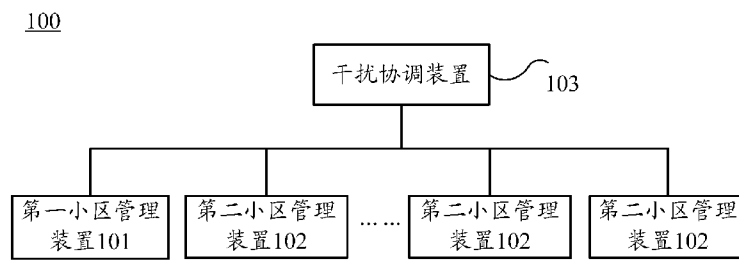 100
干扰协调装置
103
第一小区管理
装置101
第二小区管理
装置102
……
第二小区管理
装置102
第二小区管理
装置102